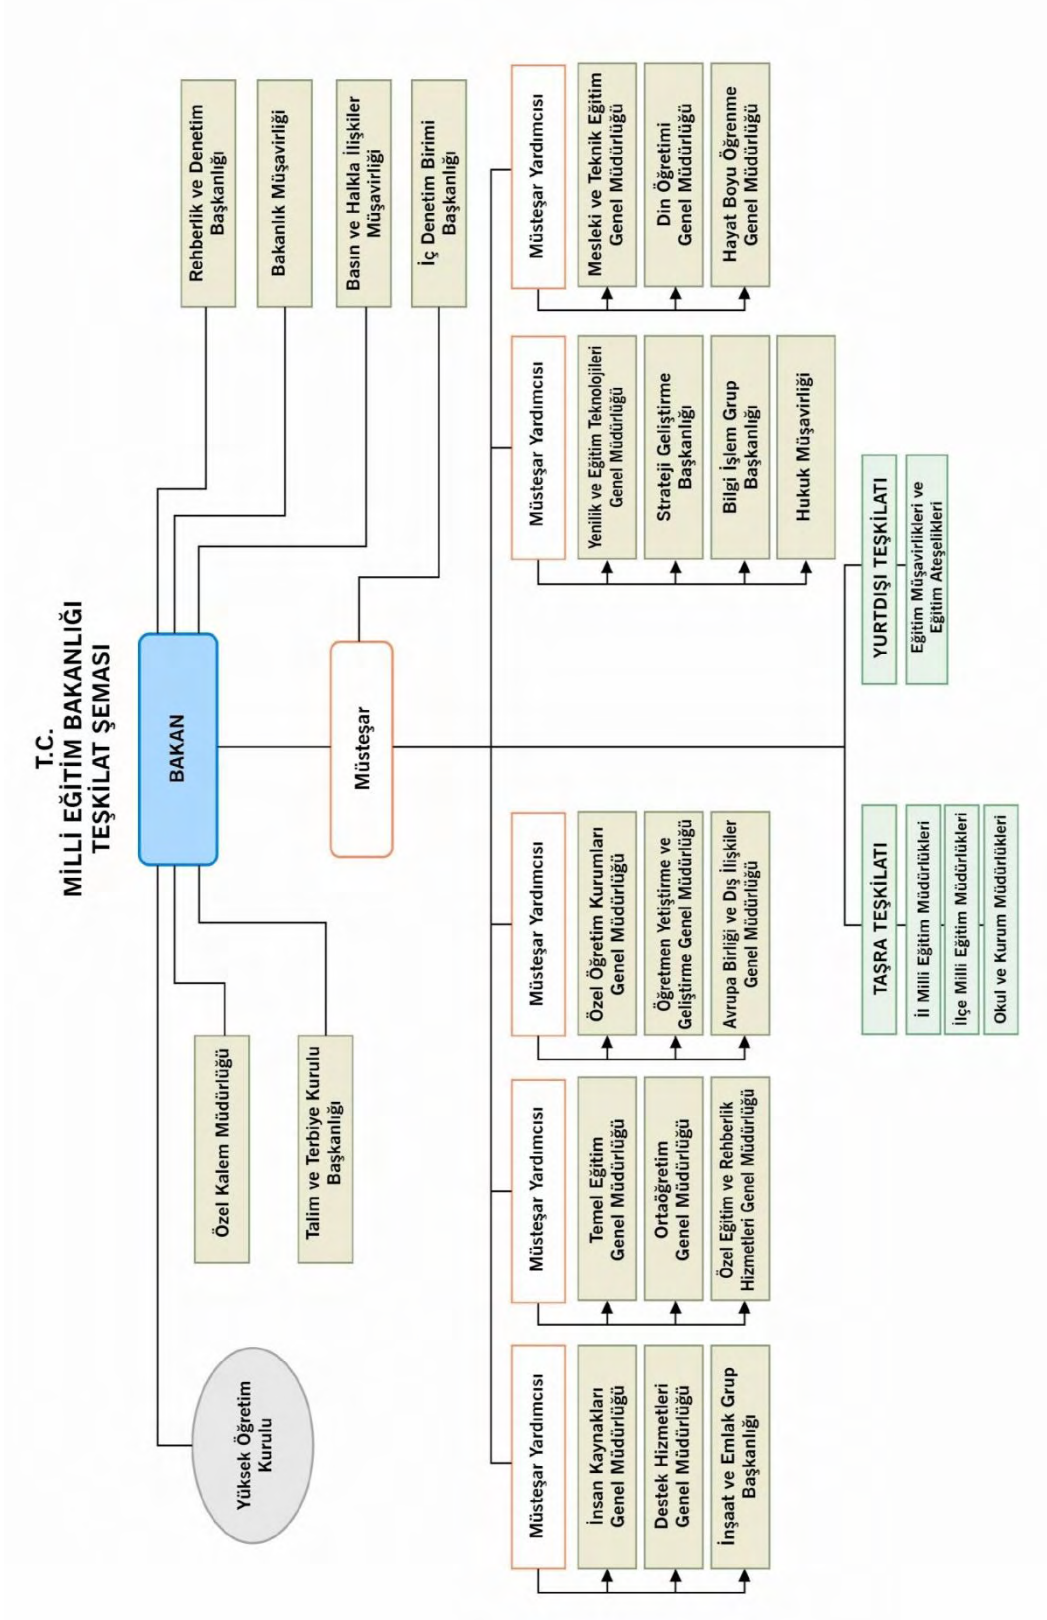 T.C.
MİLLİ EĞİTİM BAKANLIĞI
TEŞKİLAT ŞEMASI
BAKAN
Müsteşar
Yüksek Öğretim
Kurulu
Özel Kalem Müdürlüğü
Talim ve Terbiye Kurulu
Başkanlığı
Rehberlik ve Denetim
Başkanlığı
Bakanlık Müşavirliği
Basın ve Halkla İlişkiler
Müşavirliği
İç Denetim Birimi
Başkanlığı
Müsteşar Yardımcısı
İnsan Kaynakları
Genel Müdürlüğü
Destek Hizmetleri
Genel Müdürlüğü
İnşaat ve Emlak Grup
Başkanlığı
Müsteşar Yardımcısı
Temel Eğitim
Genel Müdürlüğü
Ortaöğretim
Genel Müdürlüğü
Özel Eğitim ve Rehberlik
Hizmetleri Genel Müdürlüğü
Müsteşar Yardımcısı
Özel Öğretim Kurumları
Genel Müdürlüğü
Öğretmen Yetiştirme ve
Geliştirme Genel Müdürlüğü
Avrupa Birliği ve Dış İlişkiler
Genel Müdürlüğü
Müsteşar Yardımcısı
Yenilik ve Eğitim Teknolojileri
Genel Müdürlüğü
Strateji Geliştirme
Başkanlığı
Bilgi İşlem Grup
Başkanlığı
Hukuk Müşavirliği
Müsteşar Yardımcısı
Mesleki ve Teknik Eğitim
Genel Müdürlüğü
Din Öğretimi
Genel Müdürlüğü
Hayat Boyu Öğrenme
Genel Müdürlüğü
TAŞRA TEŞKİLATI
İl Milli Eğitim Müdürlükleri
İlçe Milli Eğitim Müdürlükleri
Okul ve Kurum Müdürlükleri
YURTDIŞI TEŞKİLATI
Eğitim Müşavirlikleri ve
Eğitim Ateşelikleri